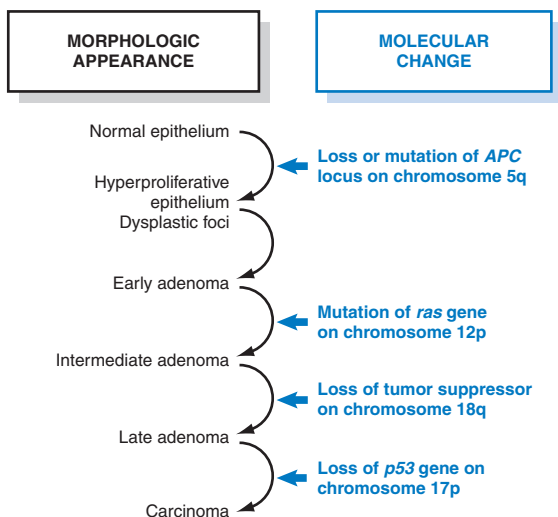 MORPHOLOGIC
APPEARANCE
MOLECULAR
CHANGE
Normal epithelium
Loss or mutation of APC
locus on chromosome 5q
Hyperproliferative
epithelium
Dysplastic foci
Early adenoma
Mutation of ras gene
on chromosome 12p
Intermediate adenoma
Loss of tumor suppressor
on chromosome 18q
Late adenoma
Loss of p53 gene on
chromosome 17p
Carcinoma